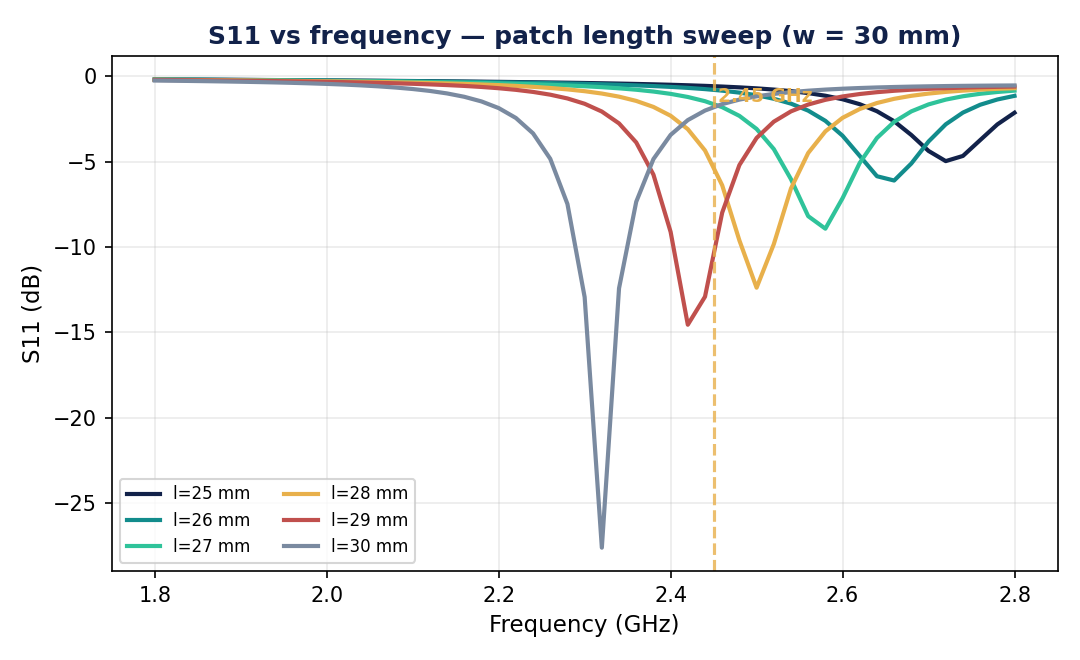 S11 vs frequency — patch length sweep (w = 30 mm)
2.45 GHz
S11 (dB)
0
−5
−10
−15
−20
−25
l=25 mm
l=26 mm
l=27 mm
l=28 mm
l=29 mm
l=30 mm
1.8
2.0
2.2
2.4
2.6
2.8
Frequency (GHz)